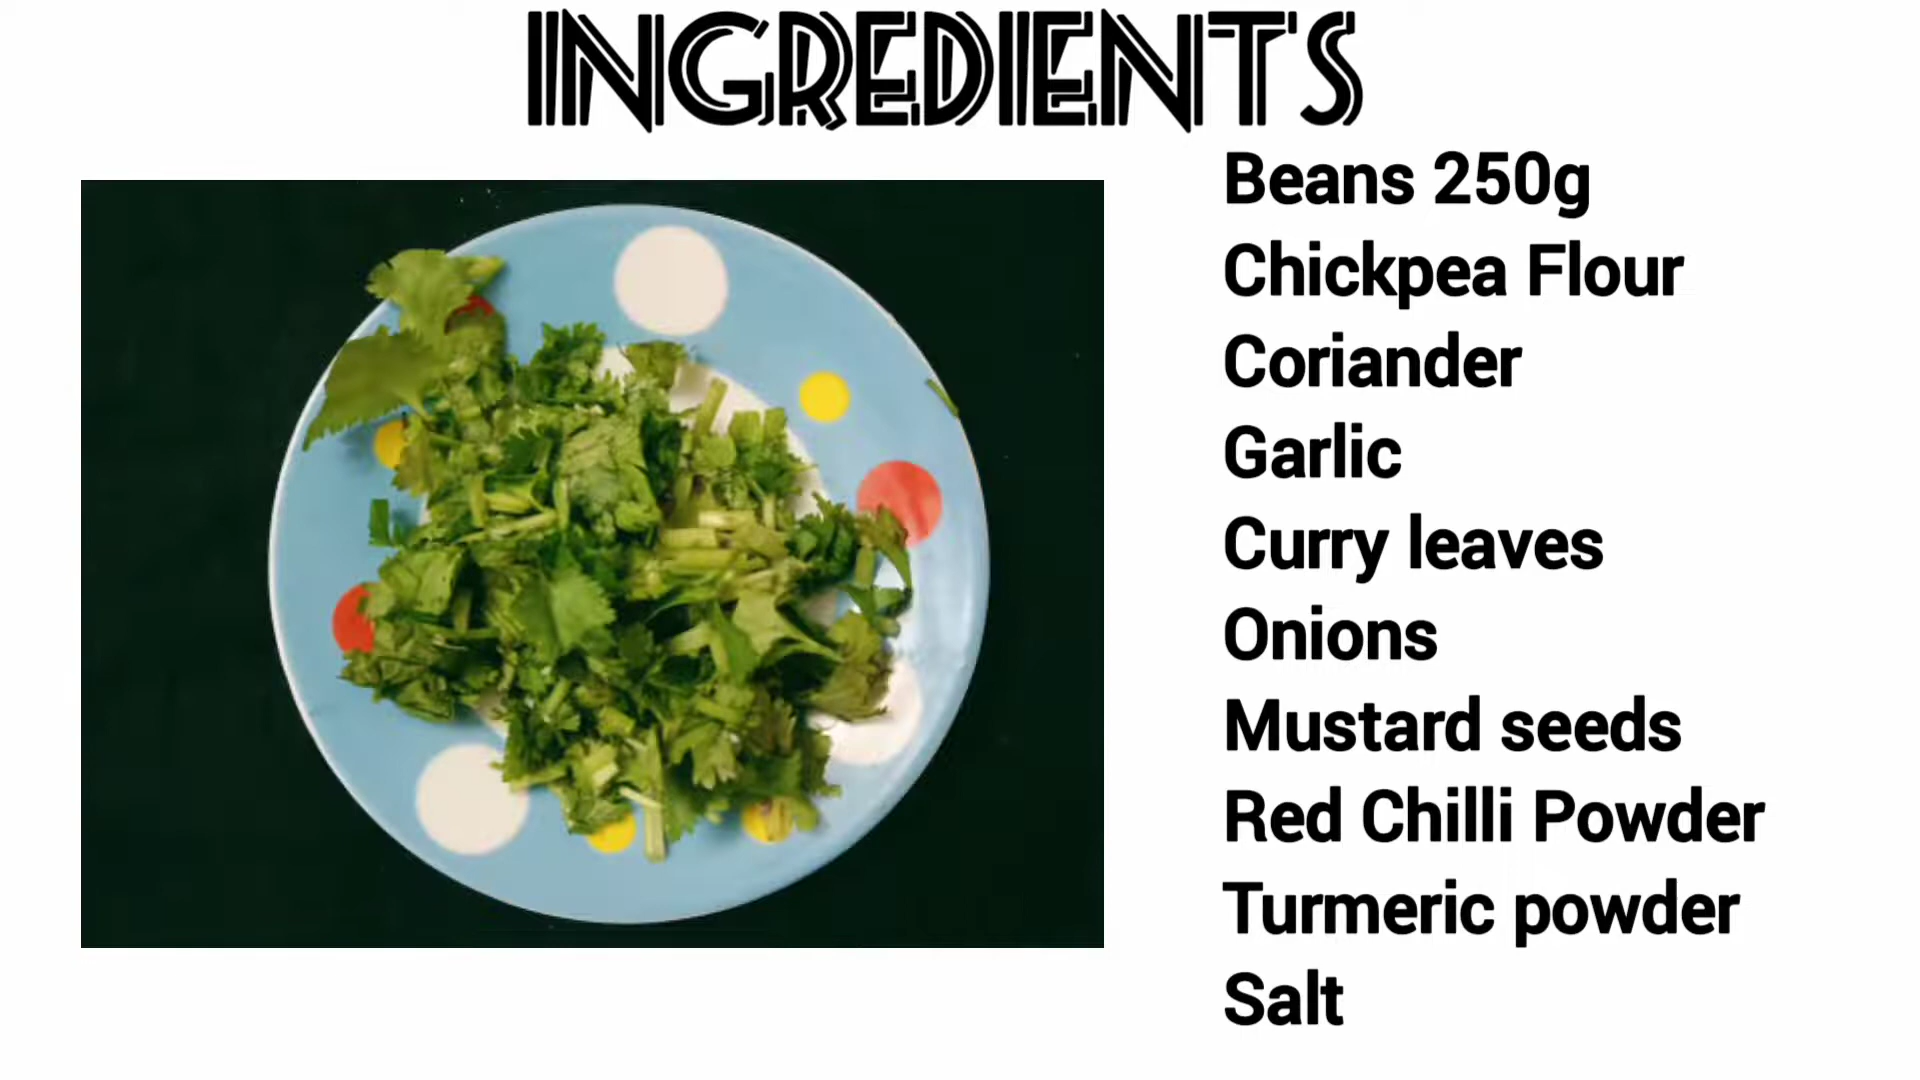 INGREDIENTS
Beans 250g
Chickpea Flour
Coriander
Garlic
Curry leaves
Onions
Mustard seeds
Red Chilli Powder
Turmeric powder
Salt